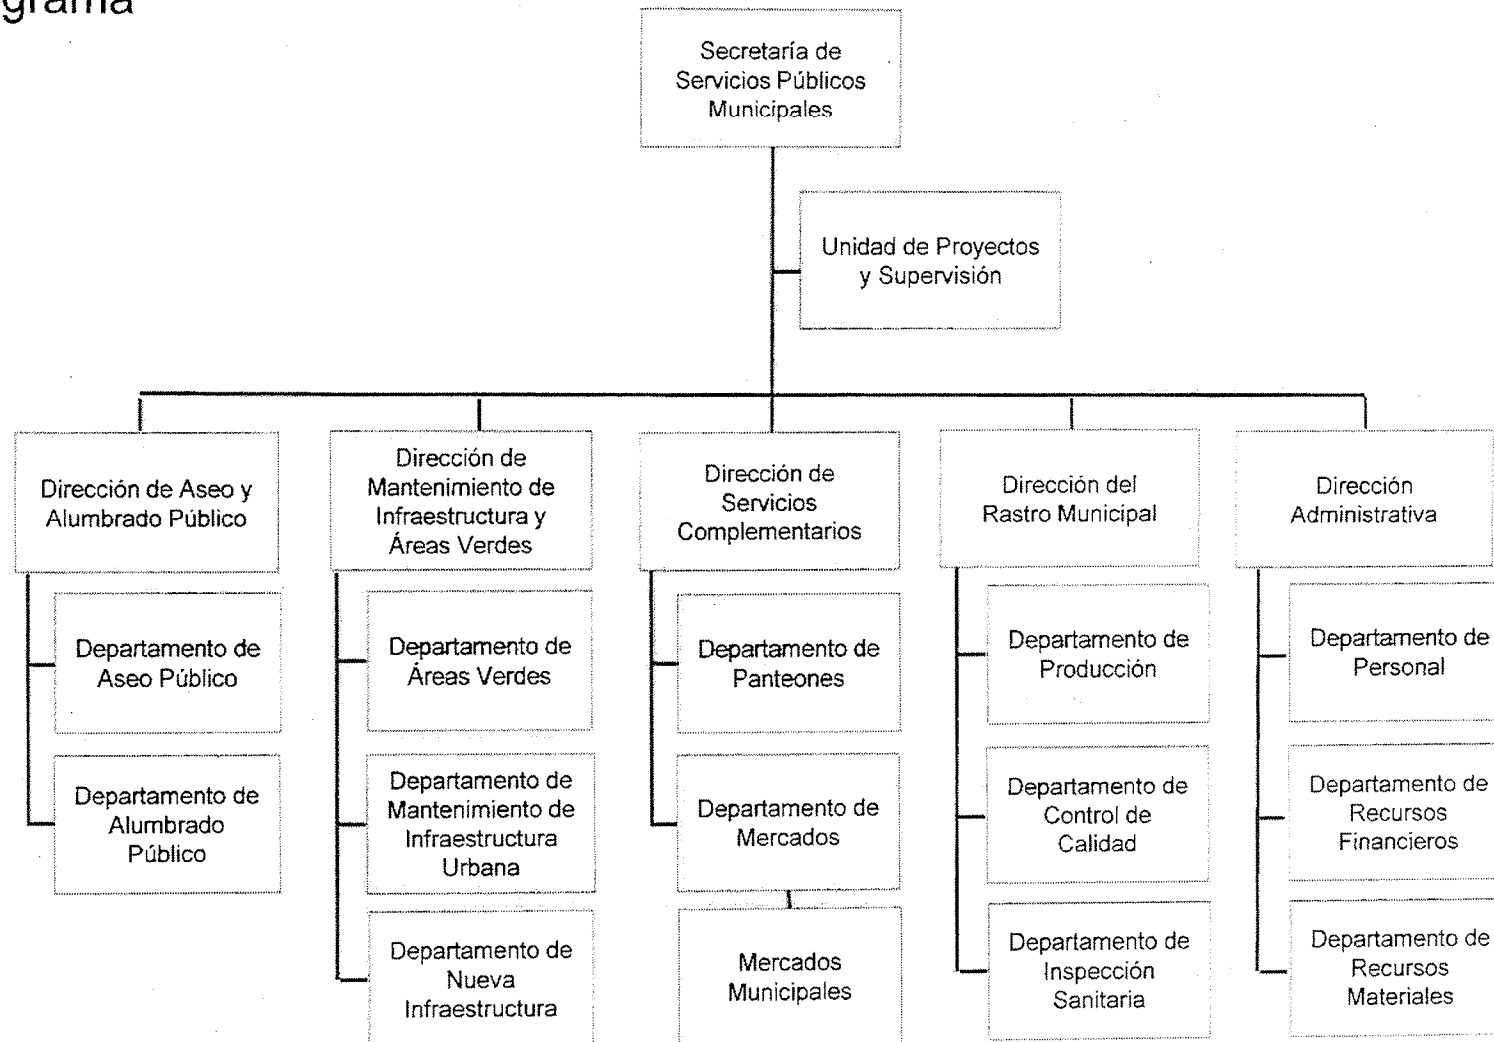 grama
Secretaría de
Servicios Públicos
Municipales
Unidad de Proyectos
y Supervisión
Dirección de Aseo y
Alumbrado Público
Dirección de
Mantenimiento de
Infraestructura y
Áreas Verdes
Dirección de
Servicios
Complementarios
Dirección del
Rastro Municipal
Dirección
Administrativa
Departamento de
Aseo Público
Departamento de
Áreas Verdes
Departamento de
Panteones
Departamento de
Producción
Departamento de
Personal
Departamento de
Alumbrado
Público
Departamento de
Mantenimiento de
Infraestructura
Urbana
Departamento de
Mercados
Departamento de
Control de
Calidad
Departamento de
Recursos
Financieros
Departamento de
Nueva
Infraestructura
Mercados
Municipales
Departamento de
Inspección
Sanitaria
Departamento de
Recursos
Materiales